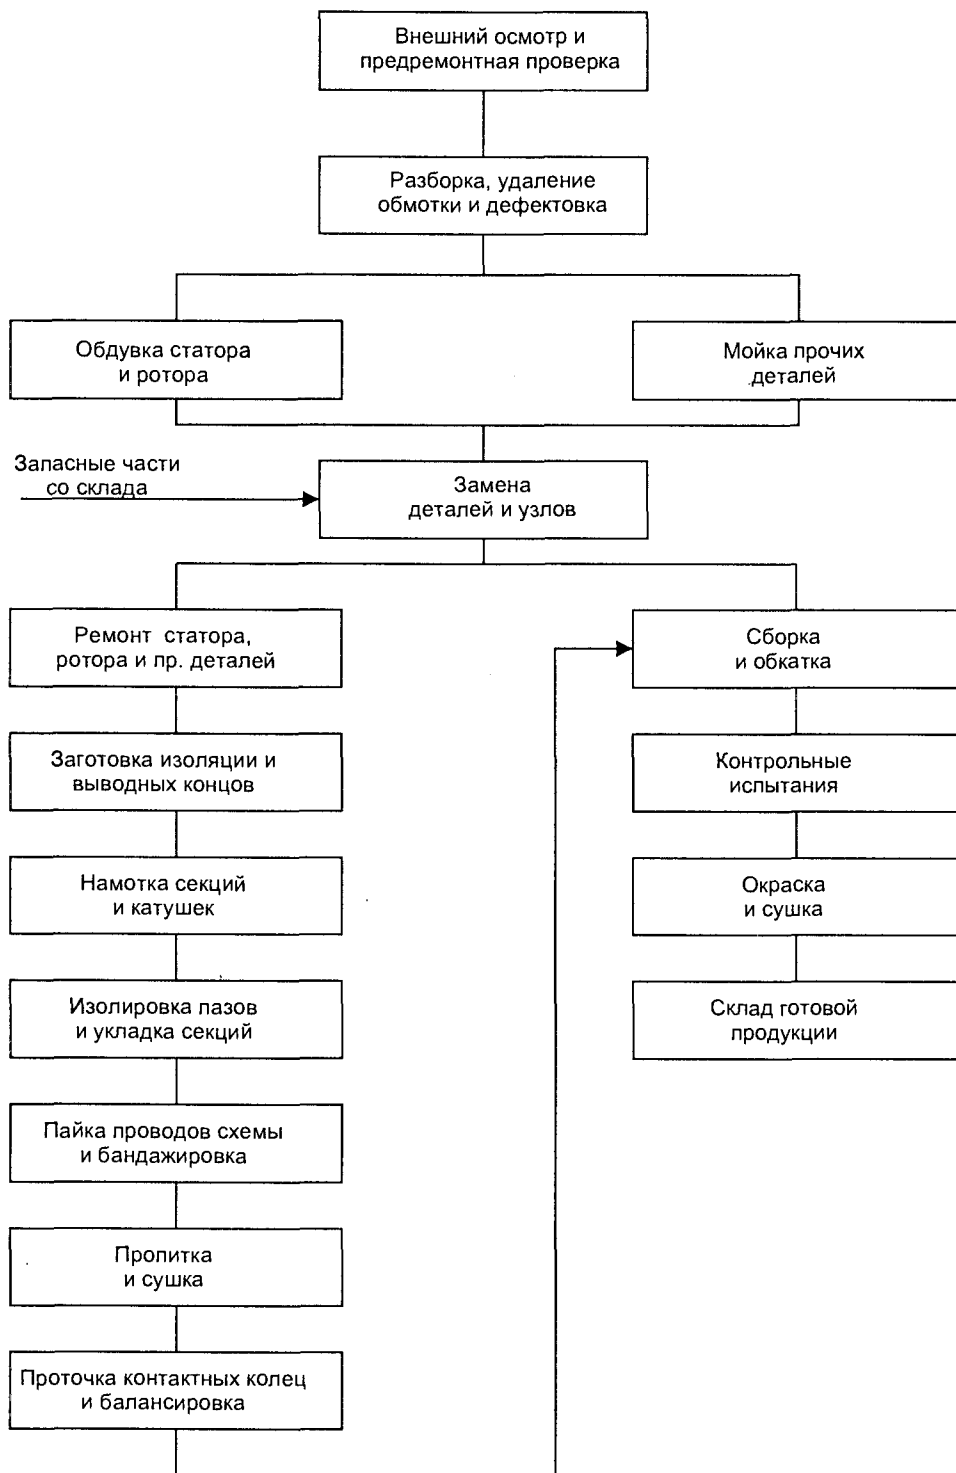 Внешний осмотр и
предремонтная проверка
Разборка, удаление
обмотки и дефектовка
Обдувка статора
и ротора
Мойка прочих
деталей
Запасные части
со склада
Замена
деталей и узлов
Ремонт статора,
ротора и пр. деталей
Сборка
и обкатка
Заготовка изоляции и
выводных концов
Контрольные
испытания
Намотка секций
и катушек
Окраска
и сушка
Изолировка пазов
и укладка секций
Склад готовой
продукции
Пайка проводов схемы
и бандажировка
Пропитка
и сушка
Проточка контактных колец
и балансировка